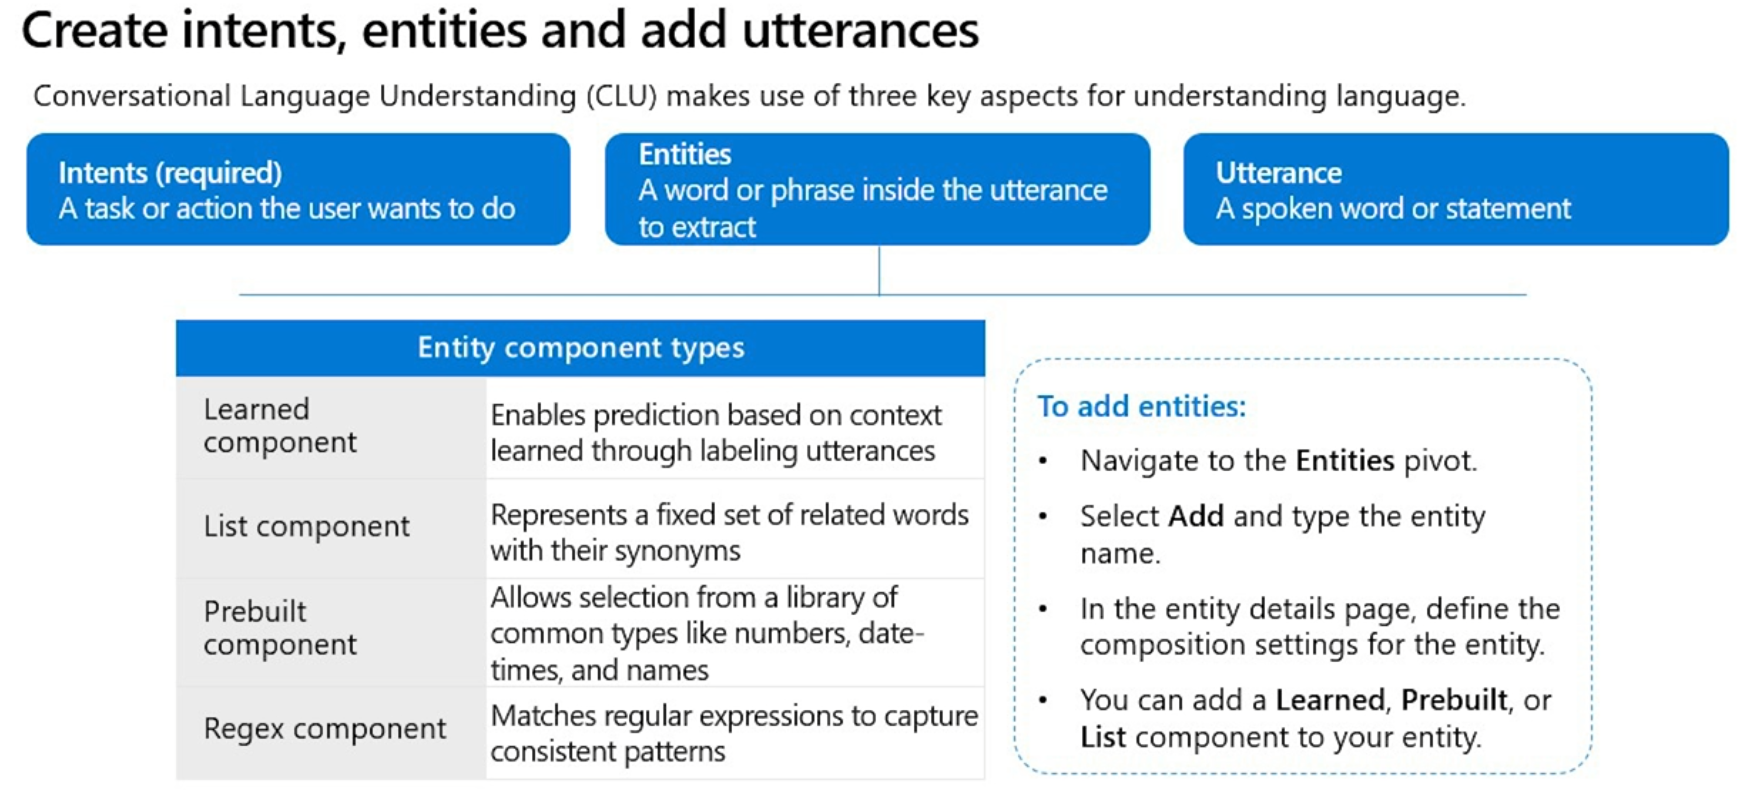 Create intents, entities and add utterances
Conversational Language Understanding (CLU) makes use of three key aspects for understanding language.
Intents (required)
A task or action the user wants to do
Entities
A word or phrase inside the utterance
to extract
Utterance
A spoken word or statement
Entity component types
Learned
component
Enables prediction based on context
learned through labeling utterances
List component
Represents a fixed set of related words
with their synonyms
Prebuilt
component
Allows selection from a library of
common types like numbers, date-
times, and names
Regex component
Matches regular expressions to capture
consistent patterns
To add entities:
• Navigate to the Entities pivot.
• Select Add and type the entity
name.
• In the entity details page, define the
composition settings for the entity.
• You can add a Learned, Prebuilt, or
List component to your entity.